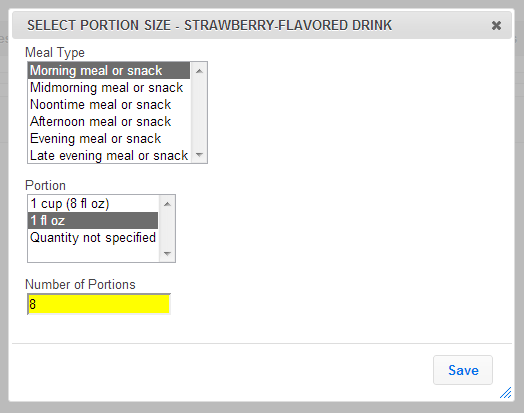 SELECT PORTION SIZE - STRAWBERRY-FLAVORED DRINK
Meal Type
Morning meal or snack
Midmorning meal or snack
Noontime meal or snack
Afternoon meal or snack
Evening meal or snack
Late evening meal or snack
Portion
1 cup (8 fl oz)
1 fl oz
Quantity not specified
Number of Portions
8
Save